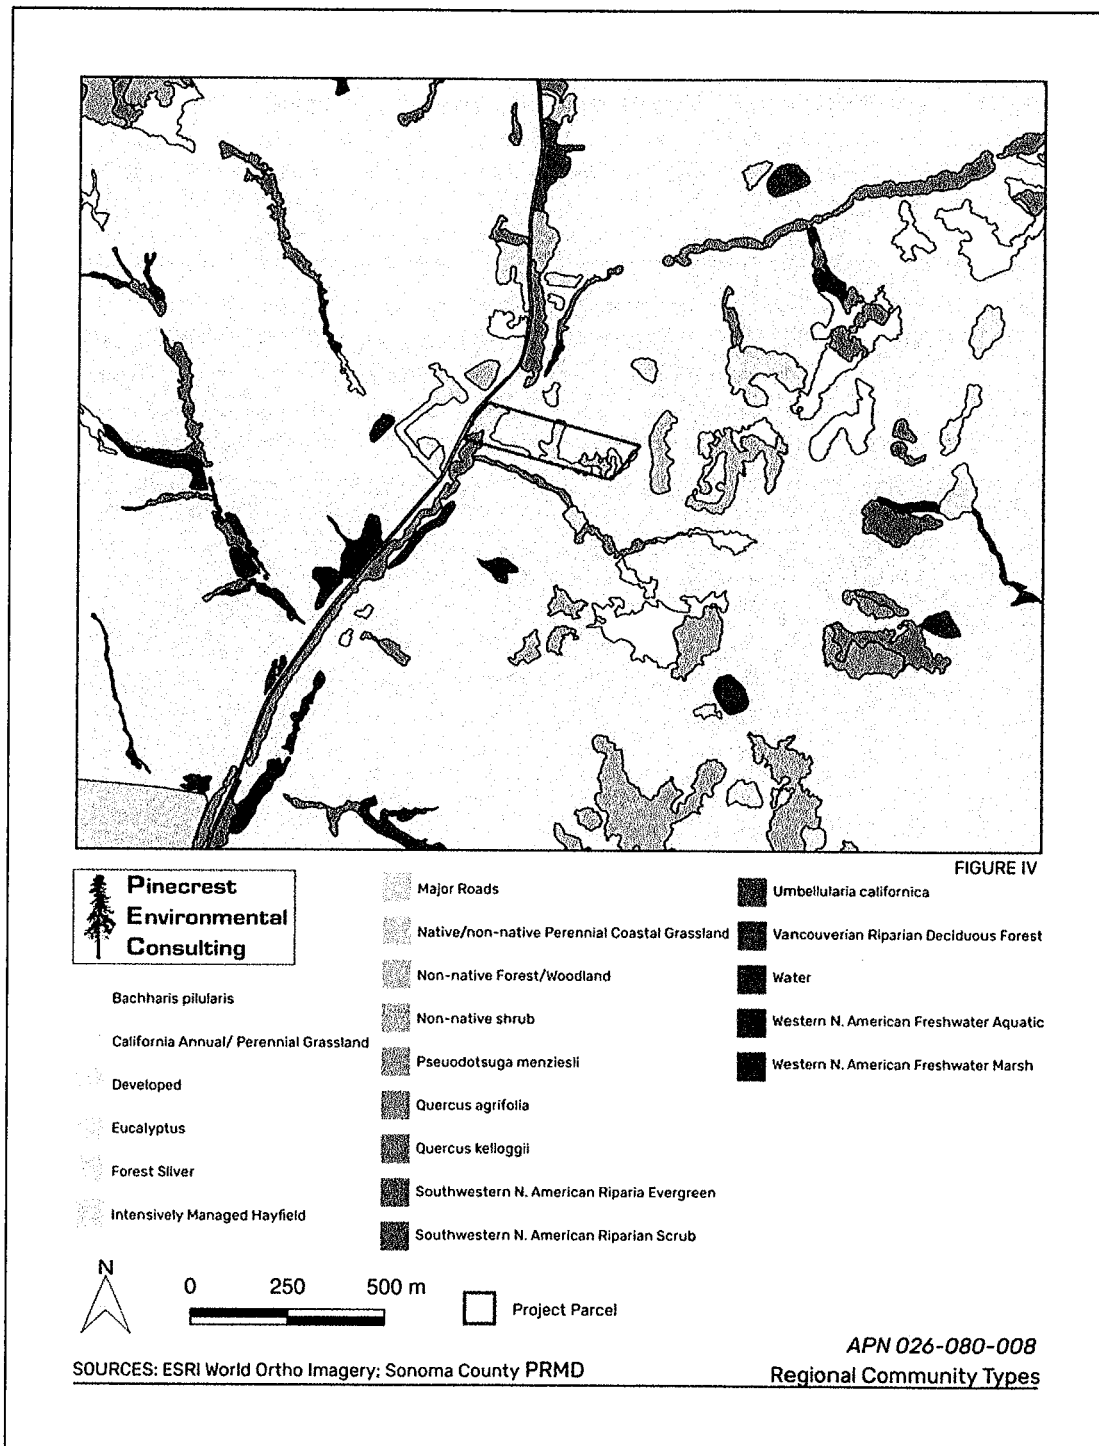 FIGURE IV
Pinecrest
Environmental
Consulting
Bachharis pilularis
California Annual/ Perennial Grassland
Developed
Eucalyptus
Forest Sliver
Intensively Managed Hayfield
Major Roads
Native/non-native Perennial Coastal Grassland
Non-native Forest/Woodland
Non-native shrub
Pseuodotsuga menziesli
Quercus agrifolia
Quercus kelloggii
Southwestern N. American Riparia Evergreen
Southwestern N. American Riparian Scrub
Umbellularia californica
Vancouverian Riparian Deciduous Forest
Water
Western N. American Freshwater Aquatic
Western N. American Freshwater Marsh
N
0 250 500 m
Project Parcel
APN 026-080-008
SOURCES: ESRI World Ortho Imagery; Sonoma County PRMD
Regional Community Types